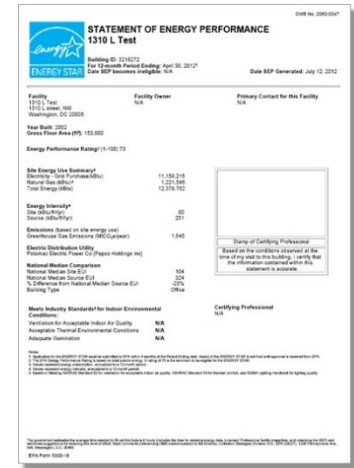 OMB No. 2060-0347
STATEMENT OF ENERGY PERFORMANCE
1310 L Test
energy
ENERGY STAR
Building ID: 3218272
For 12-month Period Ending: April 30, 2012¹
Date SEP becomes ineligible: N/A
Date SEP Generated: July 12, 2012
Facility
1310 L Test
1310 L street, NW
Washington, DC 20005
Facility Owner
N/A
Primary Contact for this Facility
N/A
Year Built: 2002
Gross Floor Area (ft²): 153,800
Energy Performance Rating² (1-100) 73
Site Energy Use Summary³
Electricity - Grid Purchase(kBtu) 11,158,216
Natural Gas (kBtu)⁴
Total Energy (kBtu) 12,379,762
Energy Intensity⁴
Site (kBtu/ft²/yr) 80
Source (kBtu/ft²/yr) 251
Emissions (based on site energy use)
Greenhouse Gas Emissions (MtCO₂e/year) 1,645
Electric Distribution Utility
Potomac Electric Power Co [Pepco Holdings Inc]
National Median Comparison
National Median Site EUI 104
National Median Source EUI 324
% Difference from National Median Source EUI -23%
Building Type Office
Stamp of Certifying Professional
Based on the conditions observed at the
time of my visit to this building, I certify that
the information contained within this
statement is accurate.
Meets Industry Standards⁵ for Indoor Environmental
Conditions:
Ventilation for Acceptable Indoor Air Quality N/A
Acceptable Thermal Environmental Conditions N/A
Adequate Illumination N/A
Certifying Professional
N/A
Notes
EPA Form 5900-16